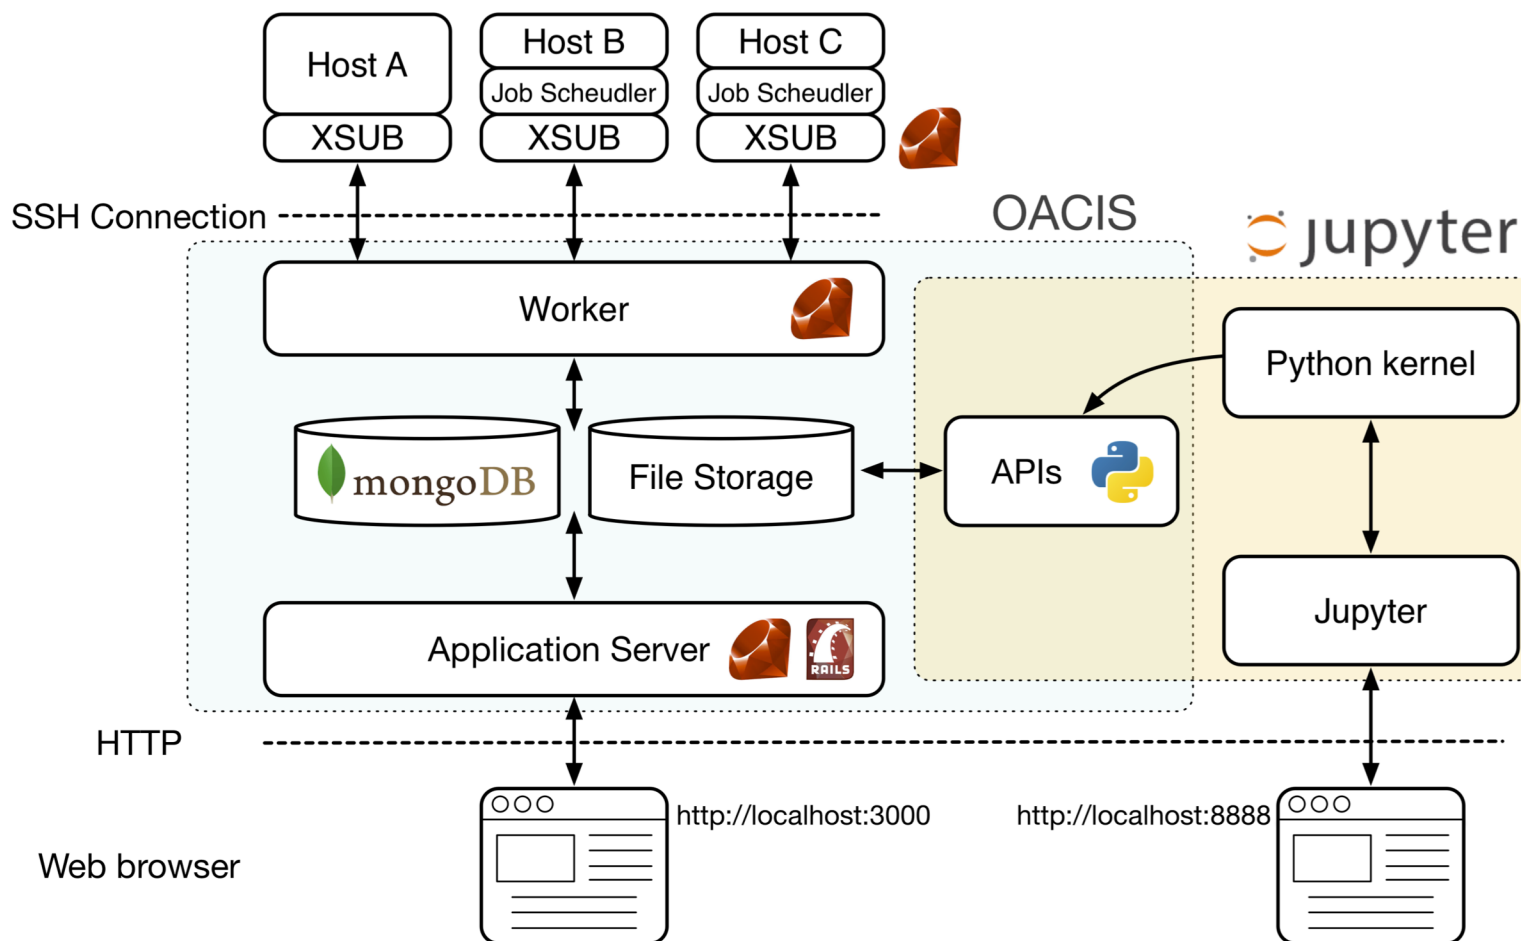 Host A
Host B
Host C
Job Scheudler
Job Scheudler
XSUB
XSUB
XSUB
SSH Connection
OACIS
jupyter
Worker
Python kernel
mongoDB
File Storage
APIs
Application Server
RAILS
Jupyter
HTTP
http://localhost:3000
http://localhost:8888
Web browser